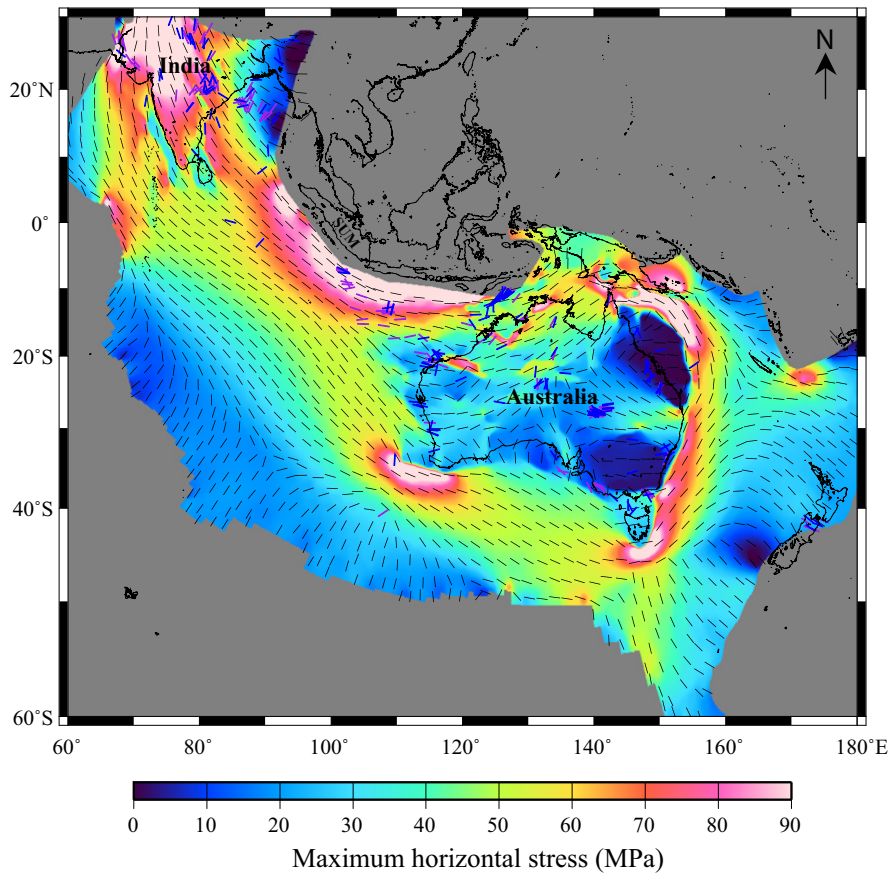 N
India
20˚N
0˚
SUM
20˚S
Australia
40˚S
60˚S
60˚ 80˚ 100˚ 120˚ 140˚ 160˚ 180˚E
0 10 20 30 40 50 60 70 80 90
Maximum horizontal stress (MPa)